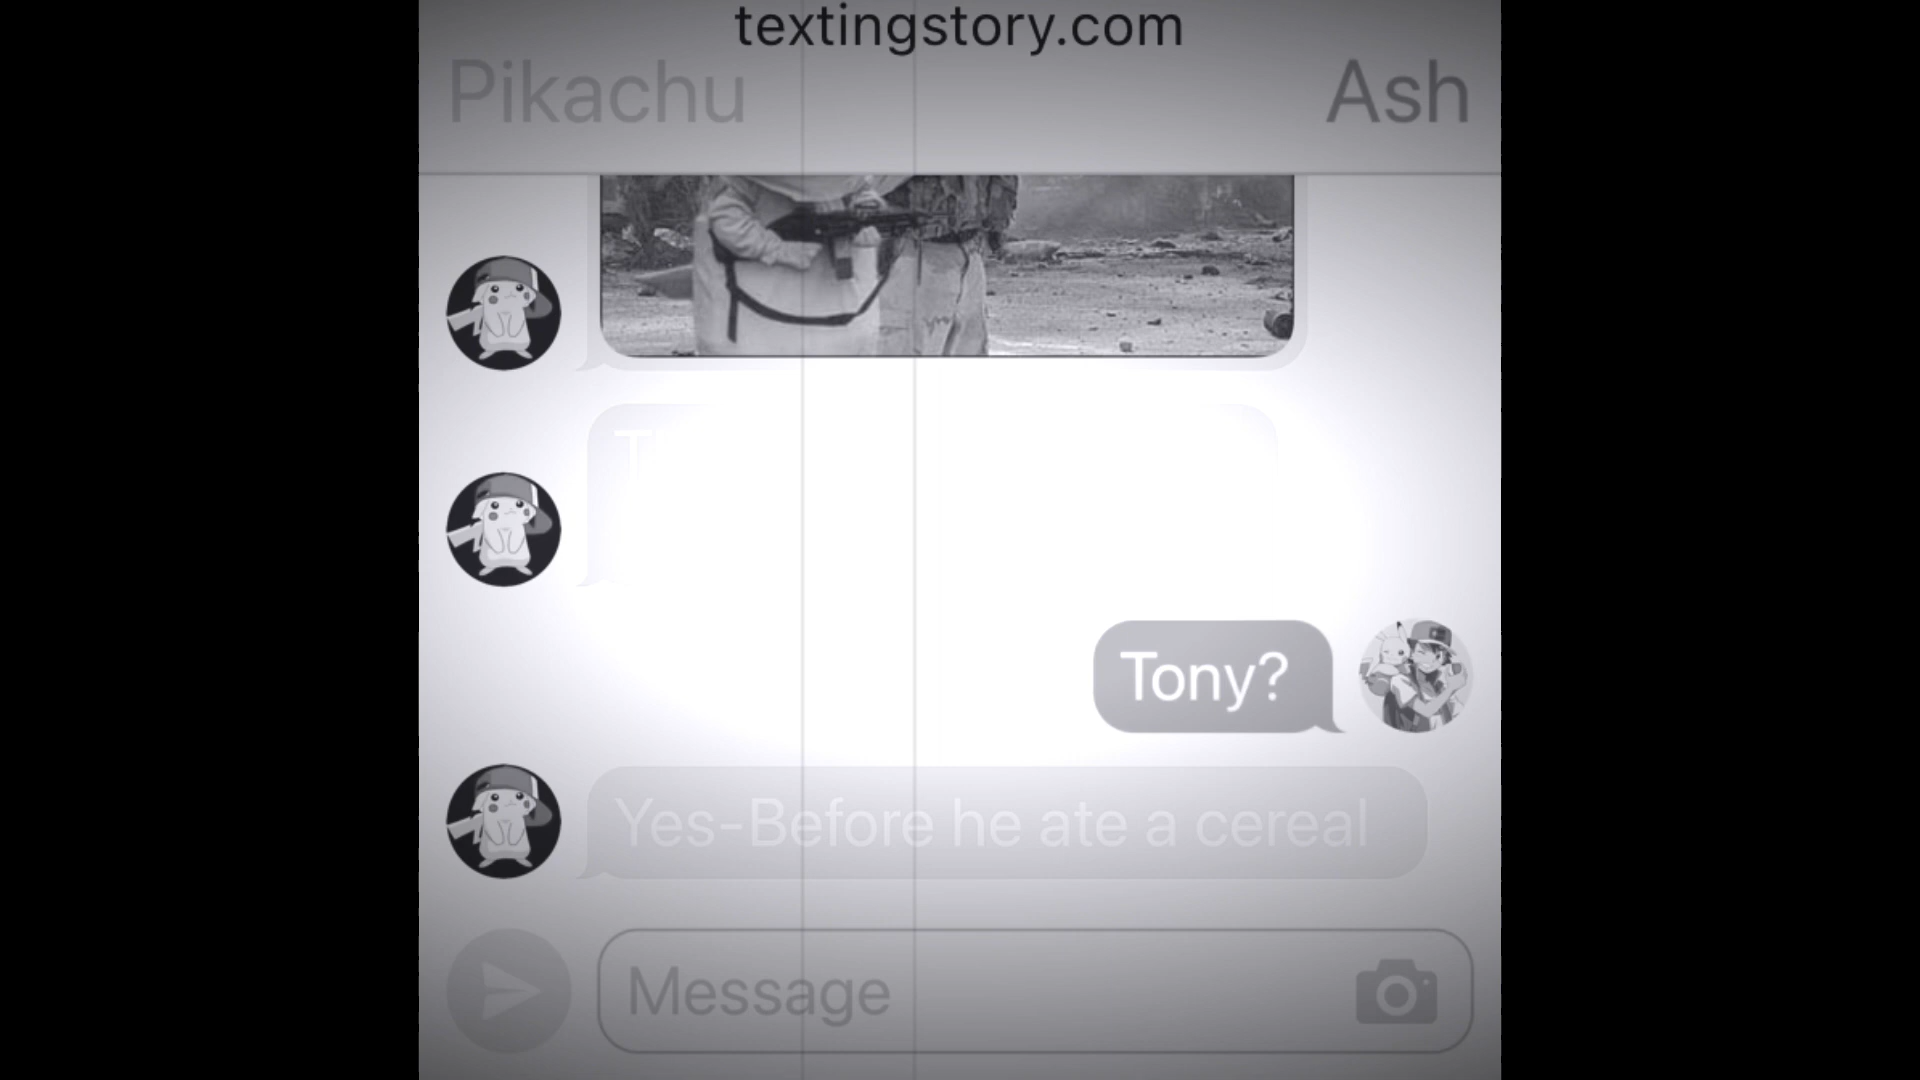 textingstory.com
Pikachu
Ash
Tony?
Yes-Before he ate a cereal
Message